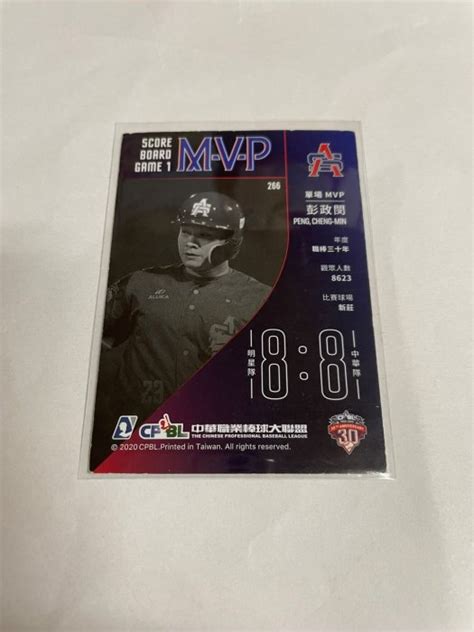 SCORE
BOARD
GAME 1
M·V·P
266
單場 MVP
彭政閔
PENG, CHENG-MIN
年度
職棒三十年
觀眾人數
8623
比賽球場
新莊
明星隊
8:8
中華隊
23
CPBL
中華職業棒球大聯盟
THE CHINESE PROFESSIONAL BASEBALL LEAGUE
30
© 2020 CPBL.Printed in Taiwan. All rights reserved.